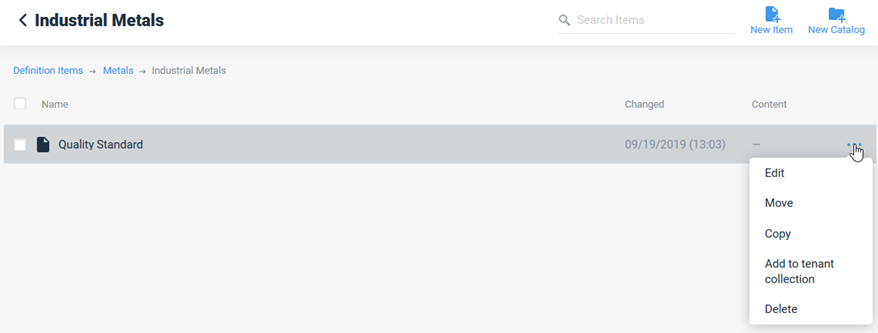 Industrial Metals
Search Items
New Item
New Catalog
Definition Items → Metals → Industrial Metals
Name Changed Content
Quality Standard 09/19/2019 (13:03) —
Edit
Move
Copy
Add to tenant
collection
Delete